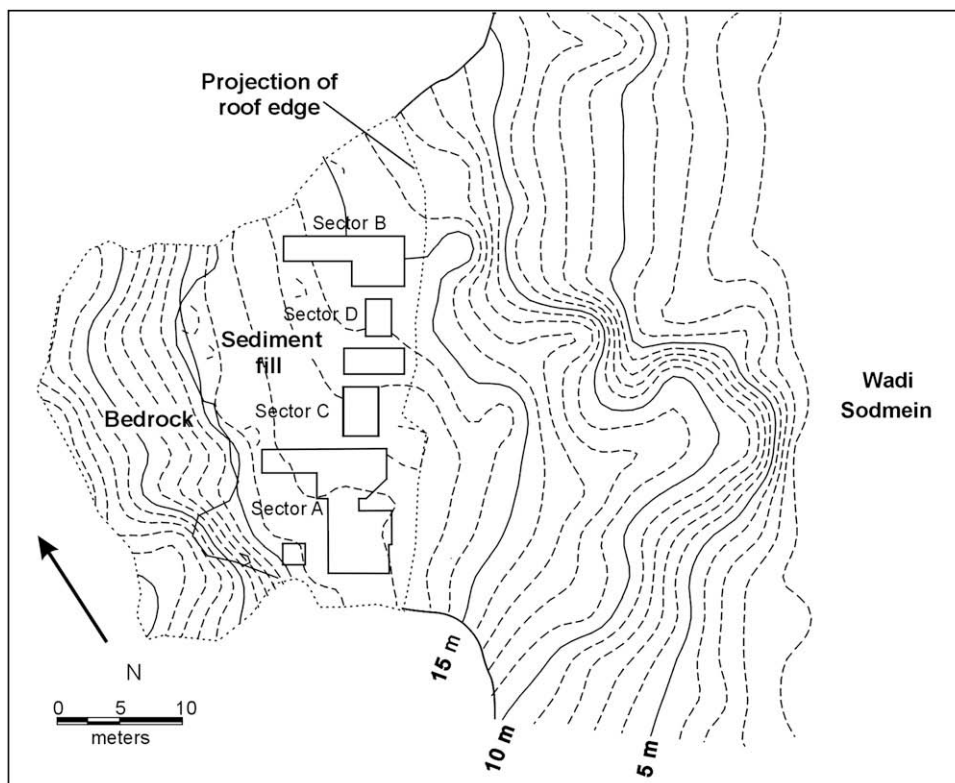 Projection of
roof edge
Sector B
Sector D
Sediment
fill
Wadi
Sodmein
Bedrock
Sector C
Sector A
15 m
N
10 m
5 m
0 5 10
meters